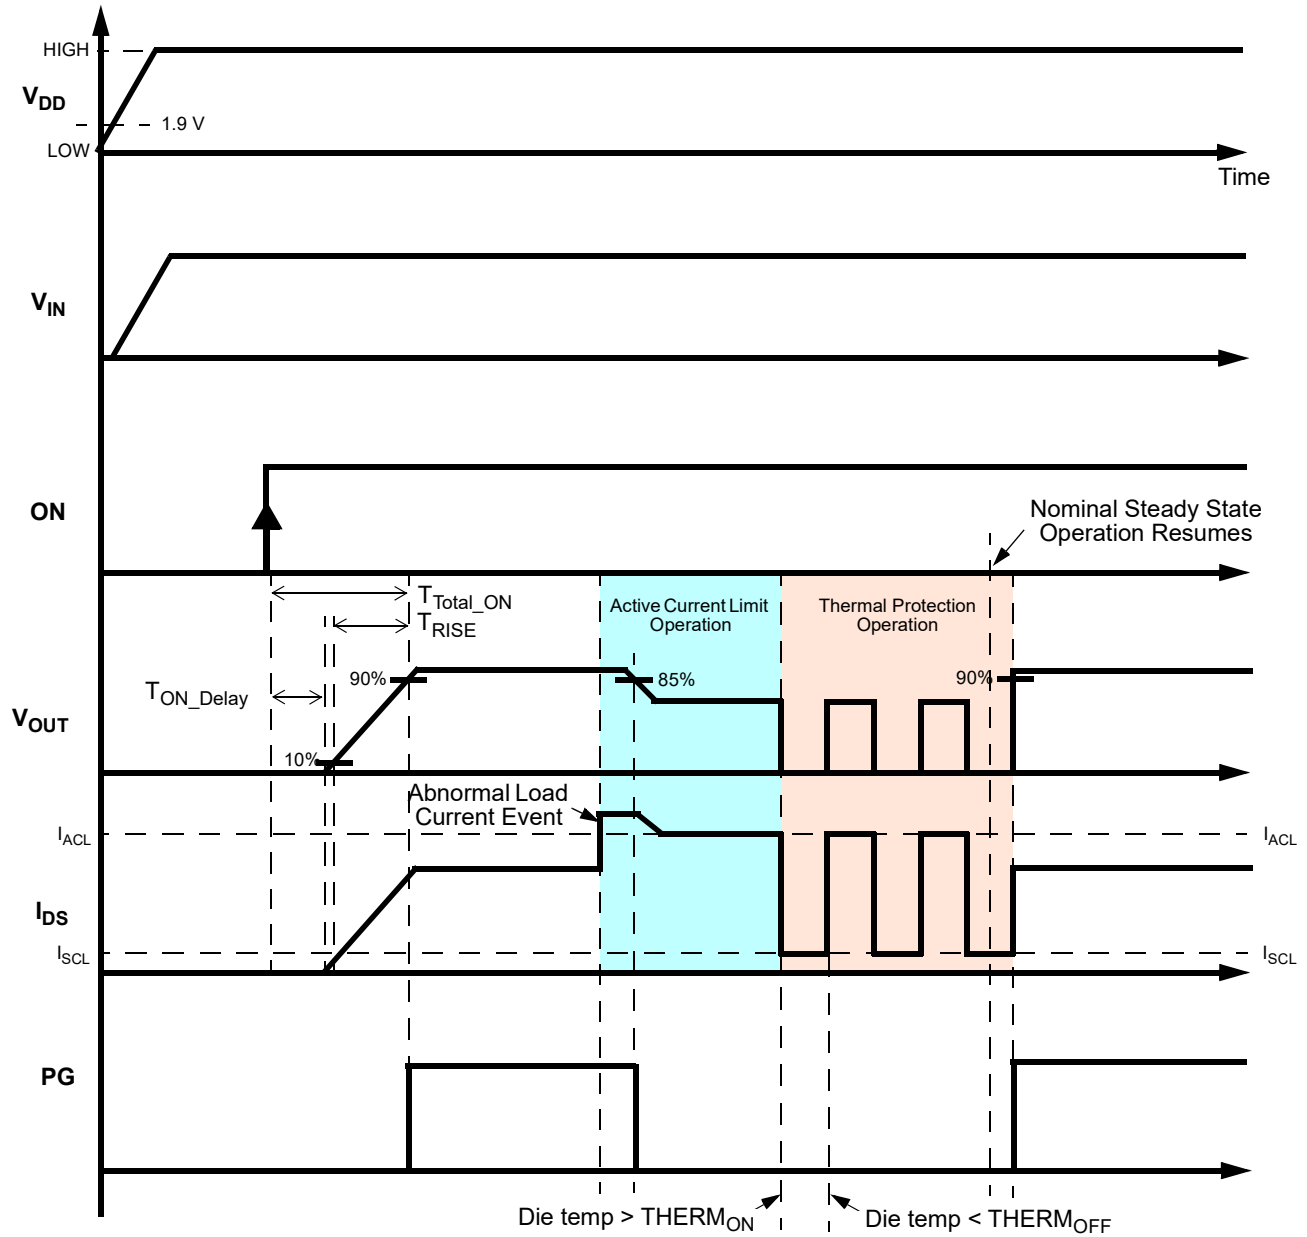 HIGH
V_DD
1.9 V
LOW
Time
V_IN
ON
Nominal Steady State
Operation Resumes
T_Total_ON
T_RISE
Active Current Limit
Operation
Thermal Protection
Operation
T_ON_Delay
90%
85%
90%
V_OUT
10%
Abnormal Load
Current Event
I_ACL
I_ACL
I_DS
I_SCL
I_SCL
PG
Die temp > THERM_ON
Die temp < THERM_OFF